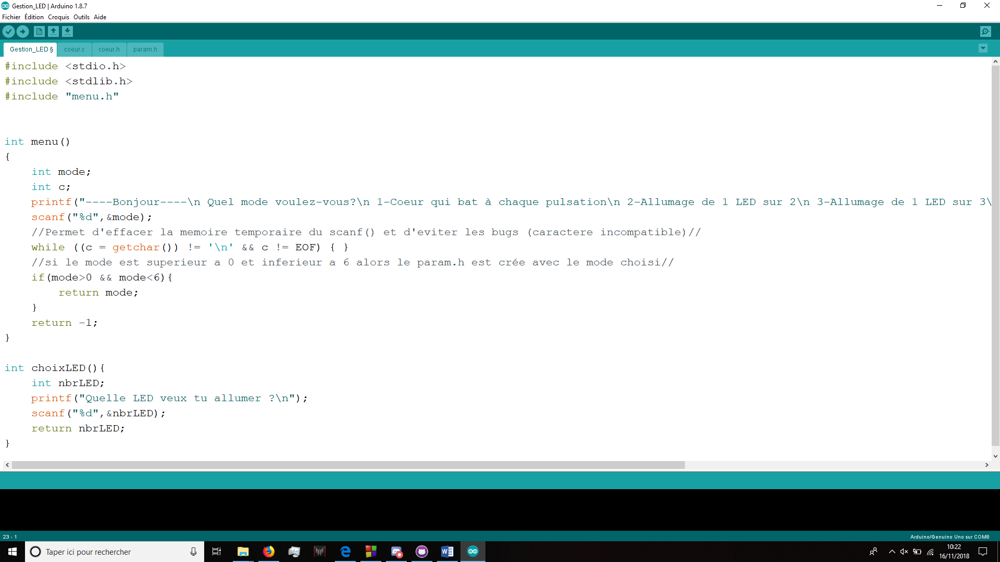 Gestion_LED | Arduino 1.8.7
Fichier Édition Croquis Outils Aide
Gestion_LED § coeur.c coeur.h param.h
#include <stdio.h>
#include <stdlib.h>
#include "menu.h"
int menu()
{
int mode;
int c;
printf("----Bonjour----\n Quel mode voulez-vous?\n 1-Coeur qui bat à chaque pulsation\n 2-Allumage de 1 LED sur 2\n 3-Allumage de 1 LED sur 3\
scanf("%d",&mode);
//Permet d'effacer la memoire temporaire du scanf() et d'eviter les bugs (caractere incompatible)//
while ((c = getchar()) != '\n' && c != EOF) { }
//si le mode est superieur a 0 et inferieur a 6 alors le param.h est crée avec le mode choisi//
if(mode>0 && mode<6){
return mode;
}
return -1;
}
int choixLED(){
int nbrLED;
printf("Quelle LED veux tu allumer ?\n");
scanf("%d",&nbrLED);
return nbrLED;
}
23 - 1
Arduino/Genuino Uno sur COM8
Taper ici pour rechercher
10:22
16/11/2018